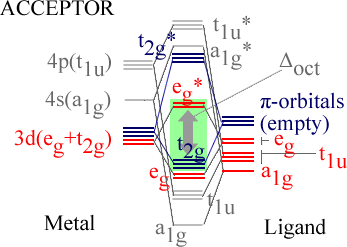 ACCEPTOR
t1u*
t2g*
a1g*
4p(t1u)
Δoct
eg*
4s(a1g)
π-orbitals
(empty)
3d(eg+t2g)
t2g
eg
t1u
eg
a1g
t1u
Metal
Ligand
a1g